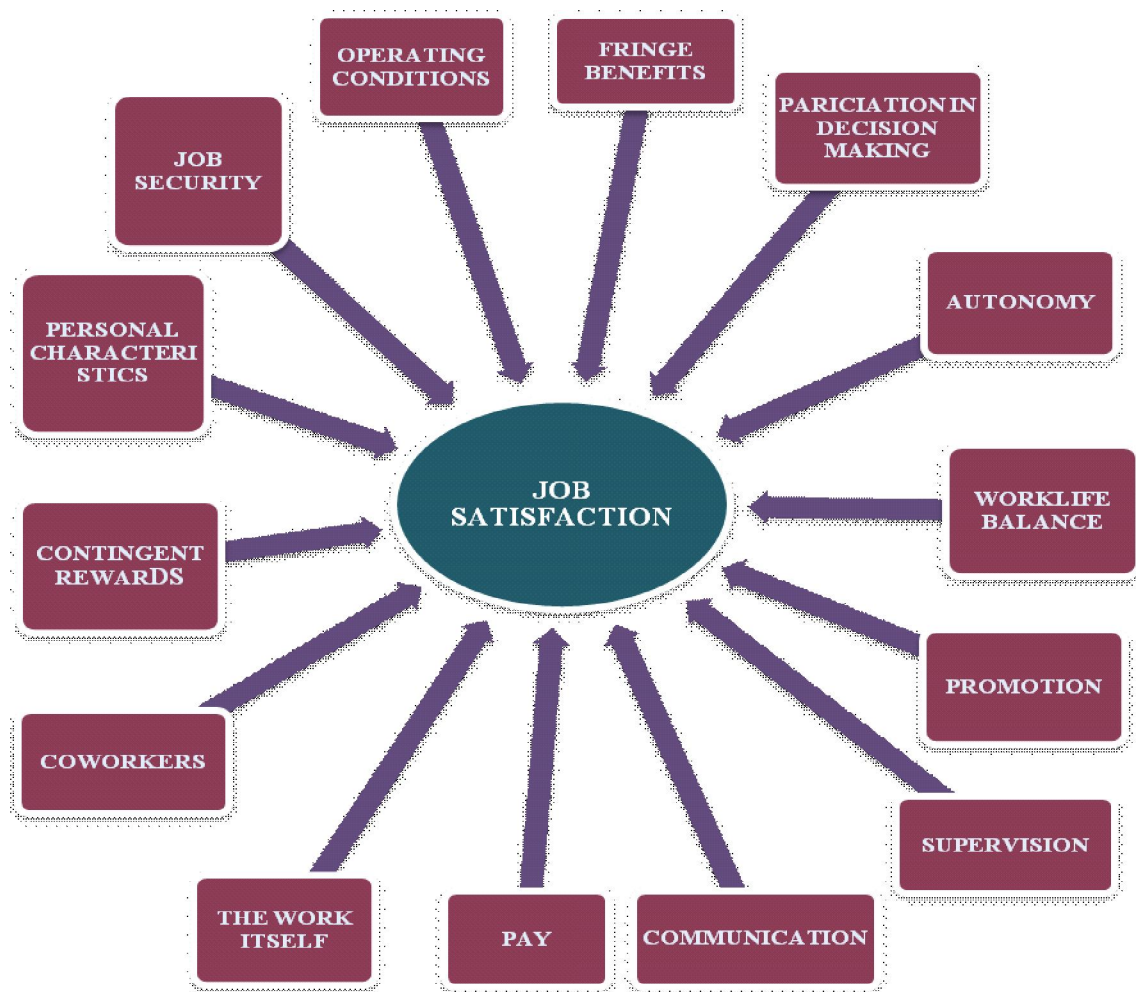 OPERATING
CONDITIONS
FRINGE
BENEFITS
PARICIATION IN
DECISION
MAKING
JOB
SECURITY
AUTONOMY
PERSONAL
CHARACTERI
STICS
JOB
SATISFACTION
WORKLIFE
BALANCE
CONTINGENT
REWARDS
PROMOTION
COWORKERS
SUPERVISION
THE WORK
ITSELF
PAY
COMMUNICATION